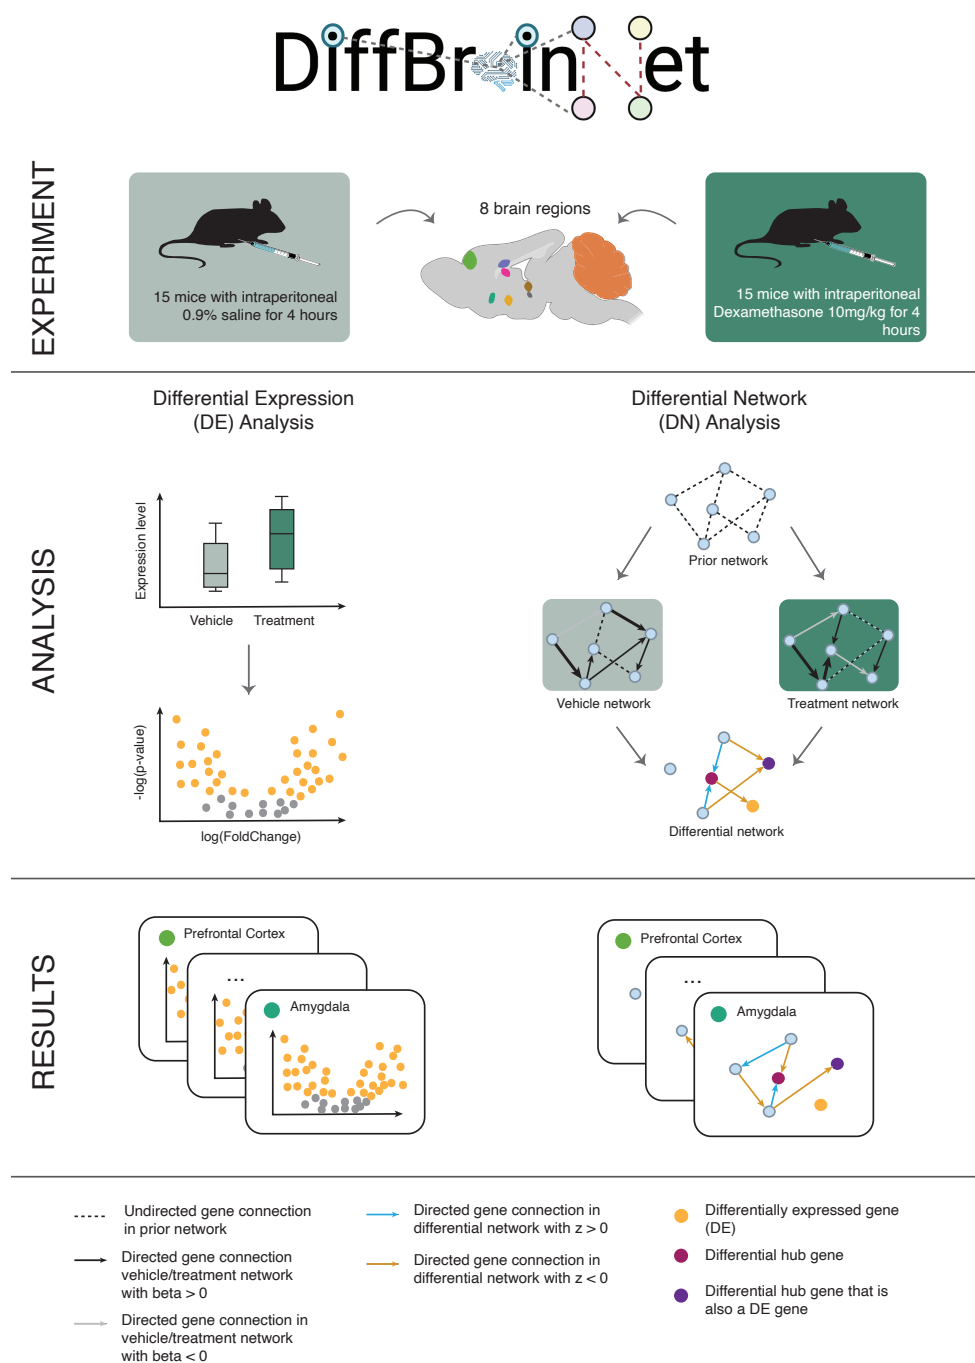 DiffBrainNet
EXPERIMENT
15 mice with intraperitoneal
0.9% saline for 4 hours
8 brain regions
15 mice with intraperitoneal
Dexamethasone 10mg/kg for 4
hours
ANALYSIS
Differential Expression
(DE) Analysis
Expression level
Vehicle
Treatment
-log(p-value)
log(FoldChange)
Differential Network
(DN) Analysis
Prior network
Vehicle network
Treatment network
Differential network
RESULTS
Prefrontal Cortex
...
Amygdala
Prefrontal Cortex
...
Amygdala
Undirected gene connection
in prior network
Directed gene connection
vehicle/treatment network
with beta > 0
Directed gene connection in
vehicle/treatment network
with beta < 0
Directed gene connection in
differential network with z > 0
Directed gene connection in
differential network with z < 0
Differentially expressed gene
(DE)
Differential hub gene
Differential hub gene that is
also a DE gene